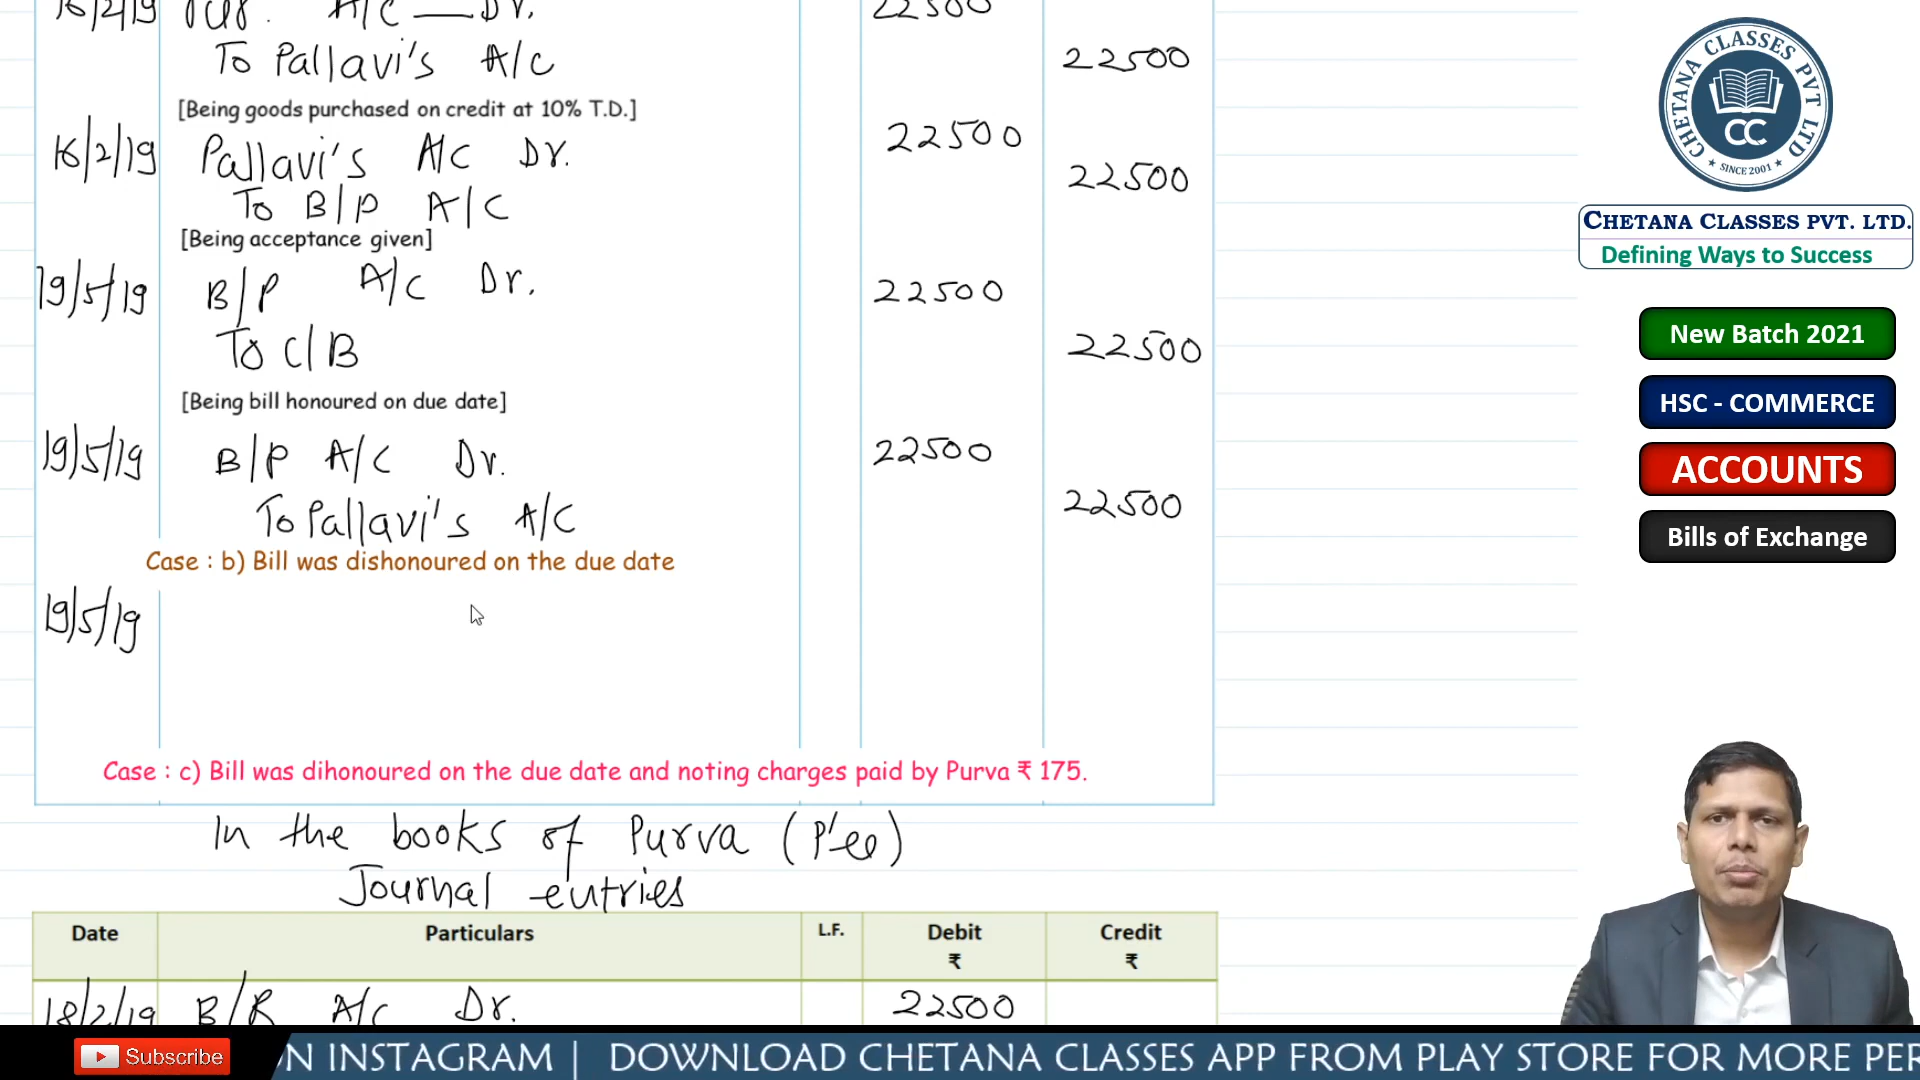 16/2/19 Pur. A/C — Dr. 22500
To Pallavi's A/C 22500
[Being goods purchased on credit at 10% T.D.]
16/2/19 Pallavi's A/C Dr. 22500
To B/P A/C 22500
[Being acceptance given]
19/5/19 B/P A/C Dr. 22500
To C/B 22500
[Being bill honoured on due date]
19/5/19 B/P A/C Dr. 22500
To Pallavi's A/C 22500
Case : b) Bill was dishonoured on the due date
19/5/19
Case : c) Bill was dihonoured on the due date and noting charges paid by Purva ₹ 175.
In the books of Purva (P'ee)
Journal entries
Date Particulars L.F. Debit ₹ Credit ₹
18/2/19 B/R A/c Dr. 22500
CHETANA CLASSES PVT LTD
CC
★ SINCE 2001 ★
CHETANA CLASSES PVT. LTD.
Defining Ways to Success
New Batch 2021
HSC - COMMERCE
ACCOUNTS
Bills of Exchange
Subscribe
N INSTAGRAM | DOWNLOAD CHETANA CLASSES APP FROM PLAY STORE FOR MORE PER